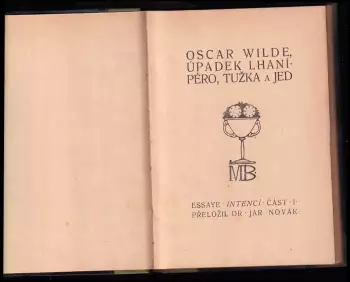 OSCAR WILDE,
ÚPADEK LHANÍ·
PÉRO, TUŽKA A JED
MB
ESSAYE · INTENCÍ · ČÁST · I ·
PŘELOŽIL DR · JAR · NOVÁK